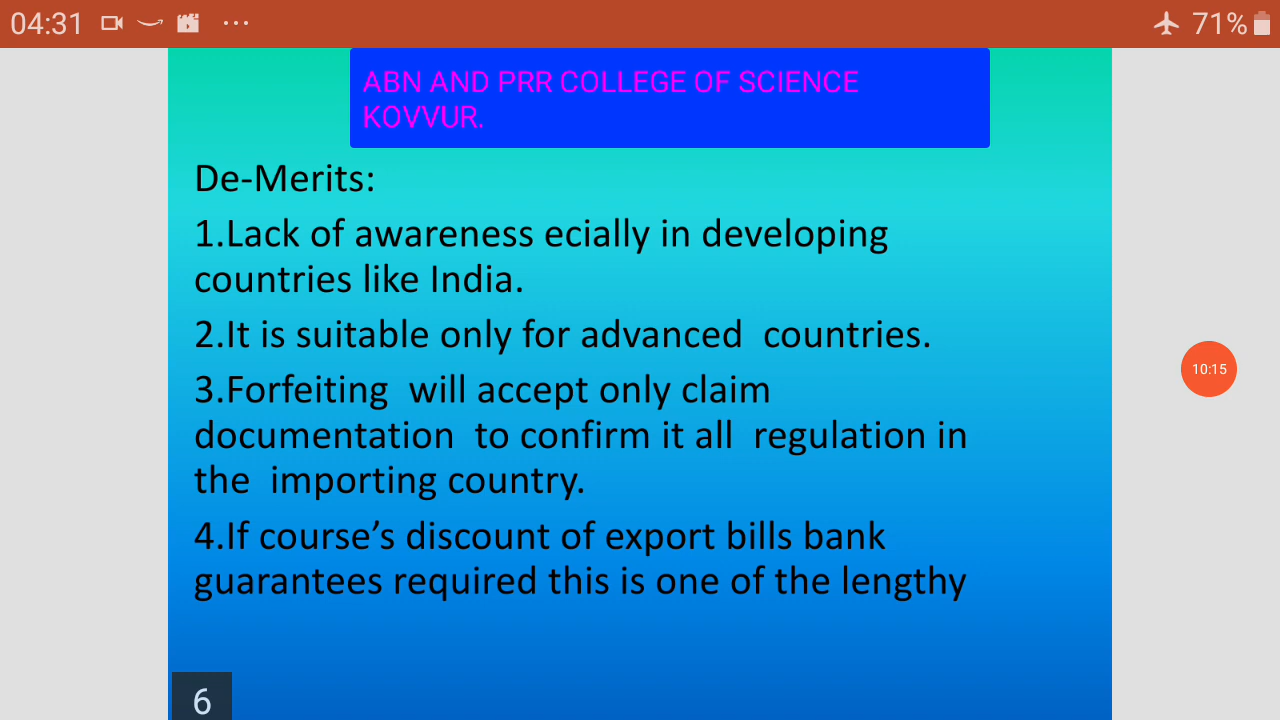 04:31
71%
ABN AND PRR COLLEGE OF SCIENCE
KOVVUR.
De-Merits:
1.Lack of awareness ecially in developing
countries like India.
2.It is suitable only for advanced  countries.
3.Forfeiting  will accept only claim
documentation  to confirm it all  regulation in
the  importing country.
4.If course’s discount of export bills bank
guarantees required this is one of the lengthy
10:15
6